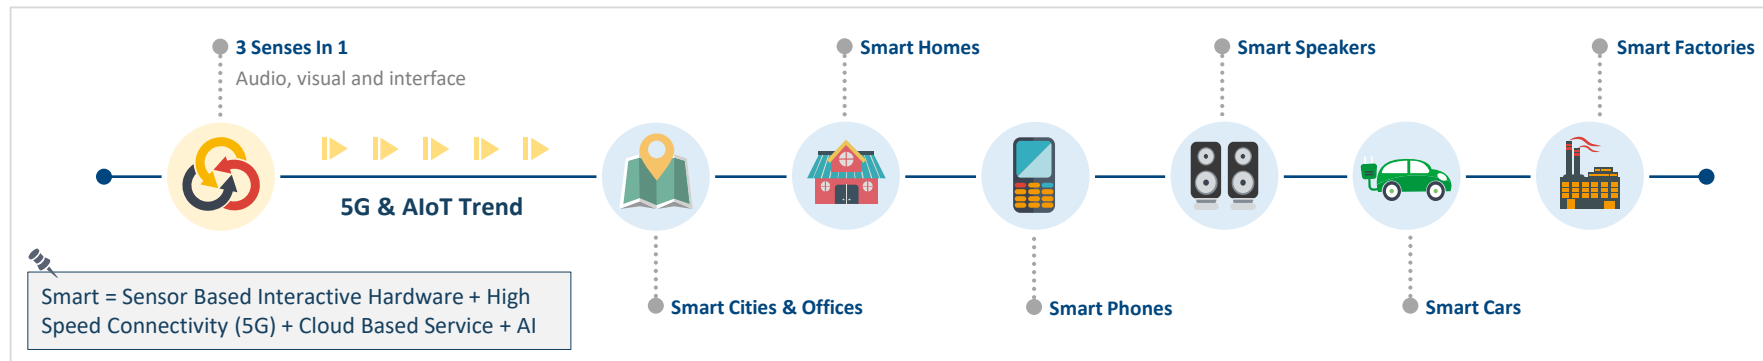 3 Senses In 1
Audio, visual and interface
Smart Homes
Smart Speakers
Smart Factories
5G & AIoT Trend
Smart = Sensor Based Interactive Hardware + High
Speed Connectivity (5G) + Cloud Based Service + AI
Smart Cities & Offices
Smart Phones
Smart Cars